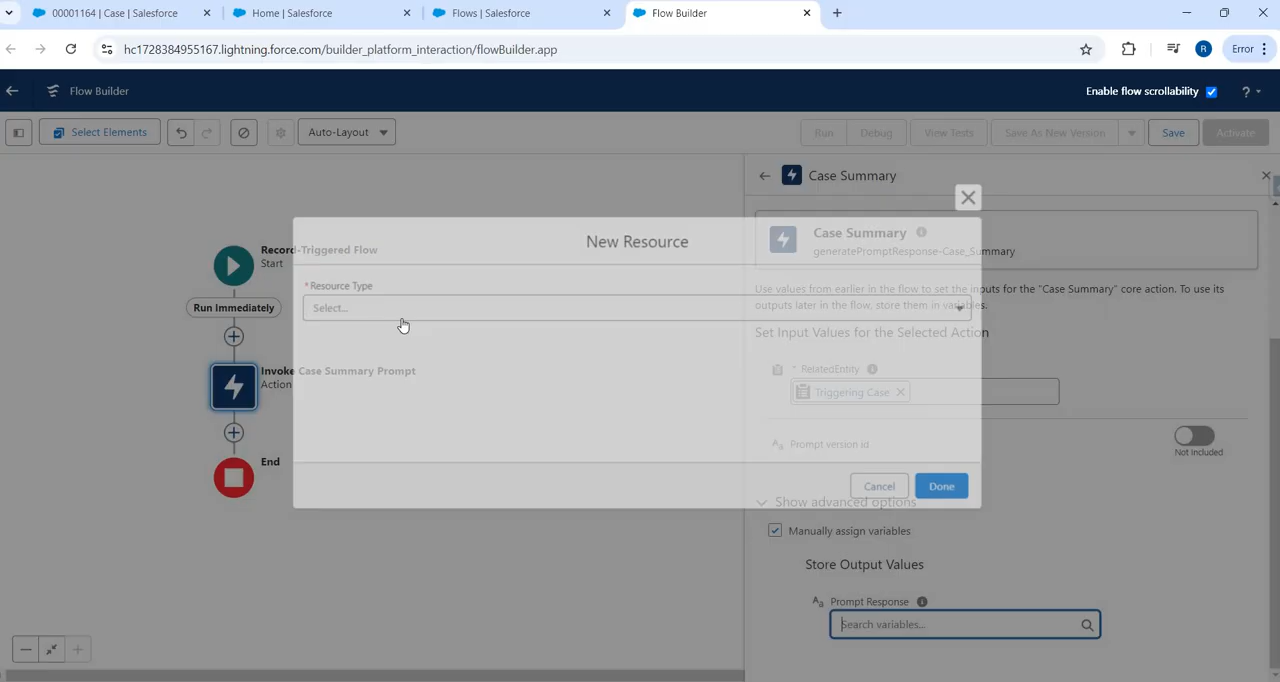 00001164 | Case | Salesforce
Home | Salesforce
Flows | Salesforce
Flow Builder
hc1728384955167.lightning.force.com/builder_platform_interaction/flowBuilder.app
R
Error
Flow Builder
Enable flow scrollability
?
Select Elements
Auto-Layout
Run
Debug
View Tests
Save As New Version
Save
Activate
Case Summary
New Resource
Case Summary
generatePromptResponse-Case_Summary
Record-Triggered Flow
Start
* Resource Type
Select...
Use values from earlier in the flow to set the inputs for the "Case Summary" core action. To use its
outputs later in the flow, store them in variables.
Run Immediately
Set Input Values for the Selected Action
Invoke Case Summary Prompt
Action
* RelatedEntity
Triggering Case
Aa Prompt version id
Not Included
End
Cancel
Done
Show advanced options
Manually assign variables
Store Output Values
Aa Prompt Response
Search variables...